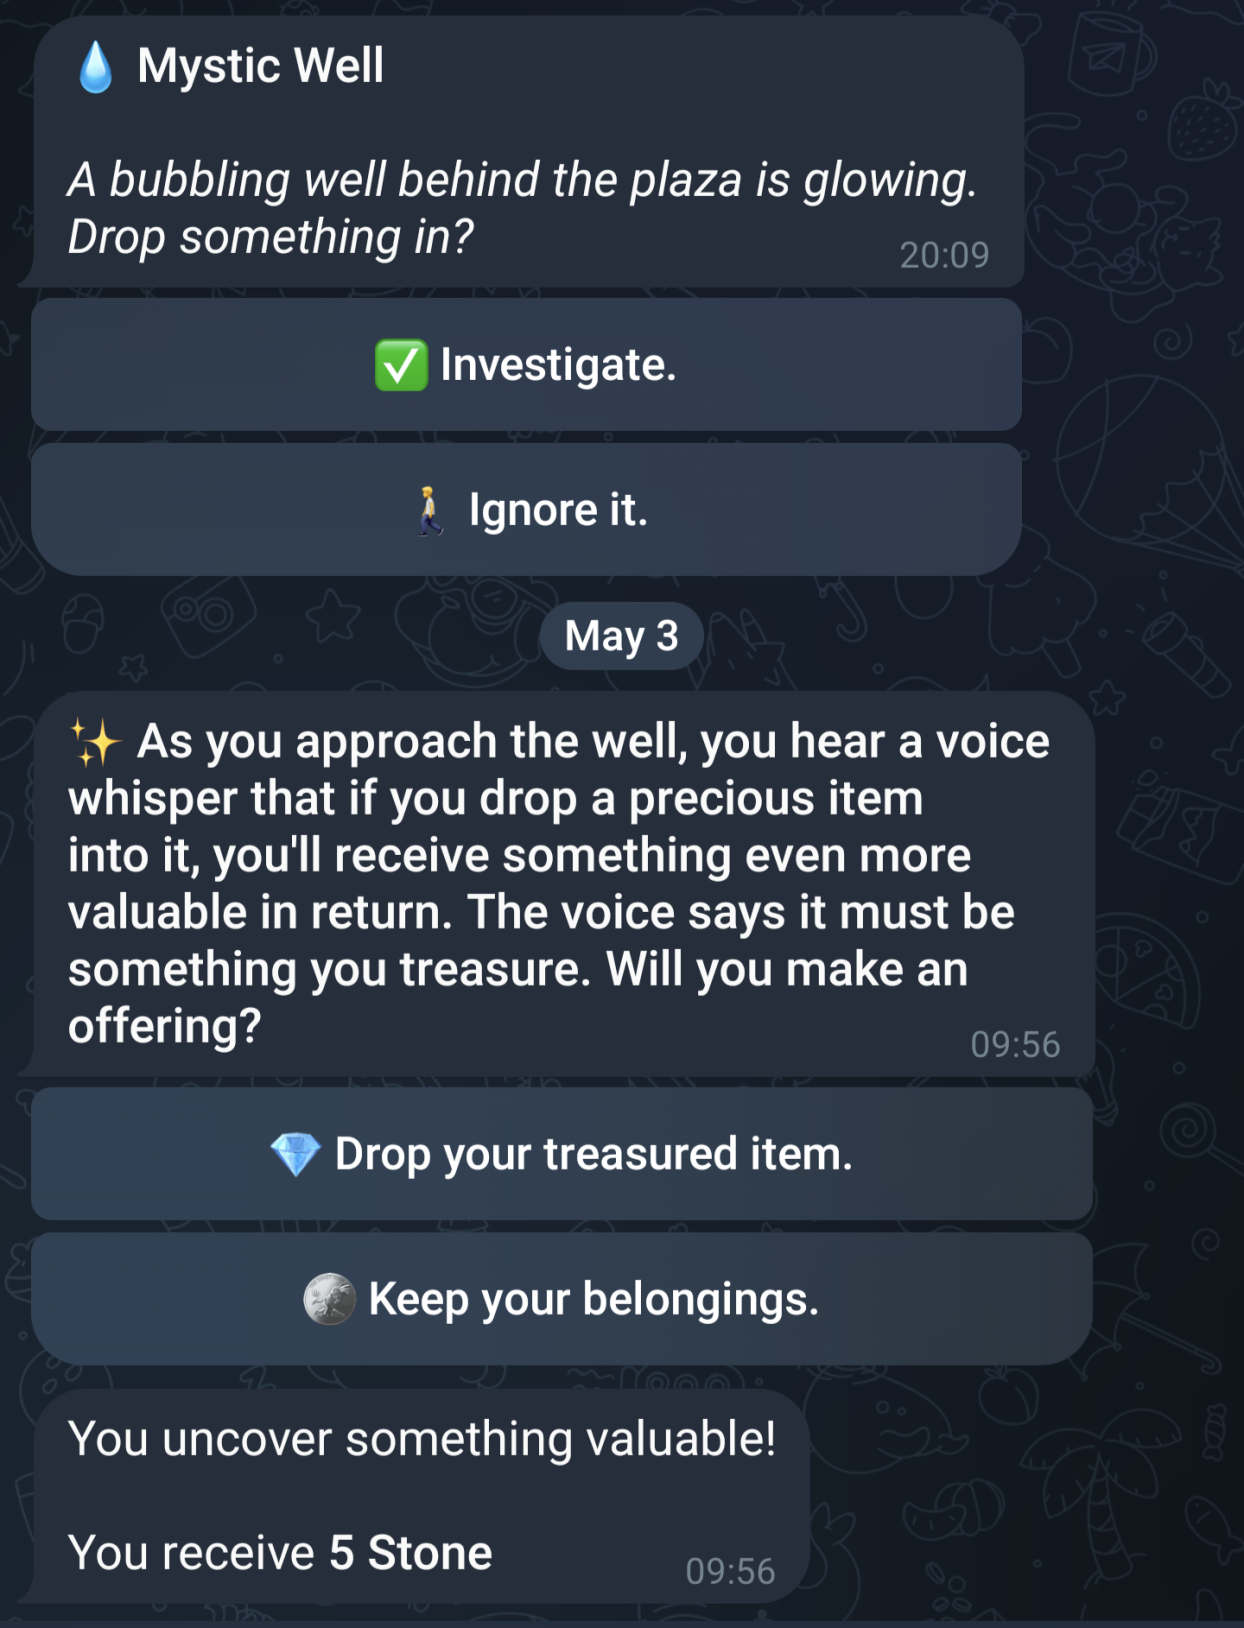 💧 Mystic Well
A bubbling well behind the plaza is glowing.
Drop something in?
20:09
✅ Investigate.
🚶 Ignore it.
May 3
✨ As you approach the well, you hear a voice
whisper that if you drop a precious item
into it, you'll receive something even more
valuable in return. The voice says it must be
something you treasure. Will you make an
offering?
09:56
💎 Drop your treasured item.
🪙 Keep your belongings.
You uncover something valuable!
You receive 5 Stone
09:56